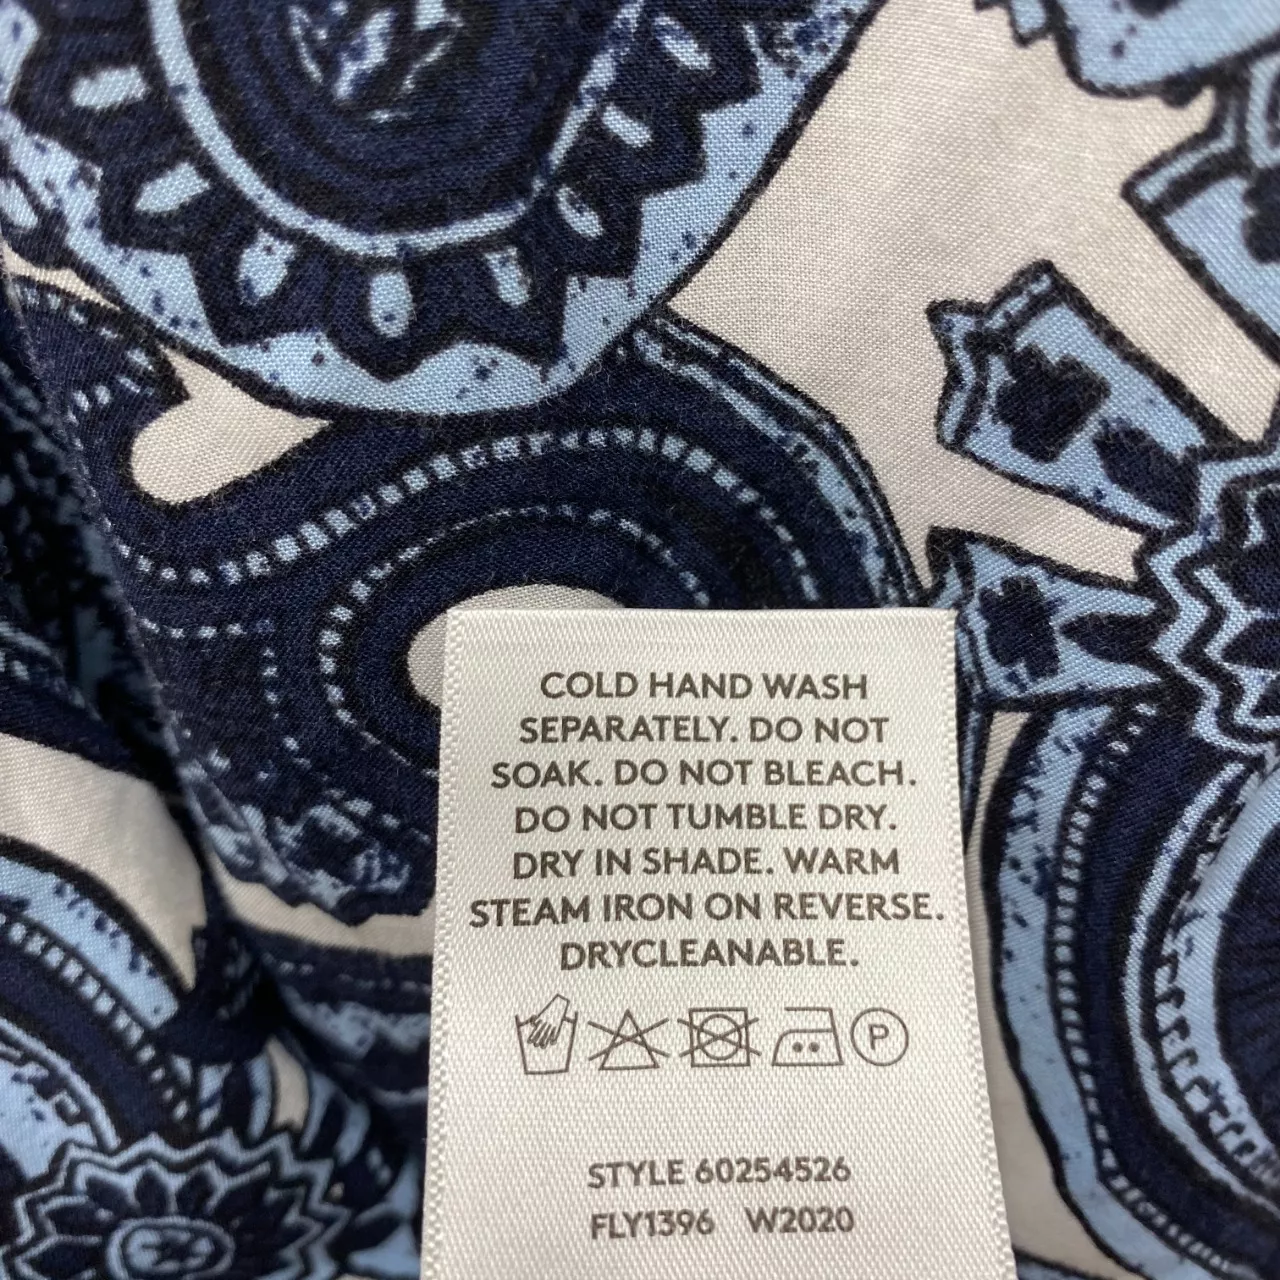 COLD HAND WASH
SEPARATELY. DO NOT
SOAK. DO NOT BLEACH.
DO NOT TUMBLE DRY.
DRY IN SHADE. WARM
STEAM IRON ON REVERSE.
DRYCLEANABLE.
P
STYLE 60254526
FLY1396 W2020